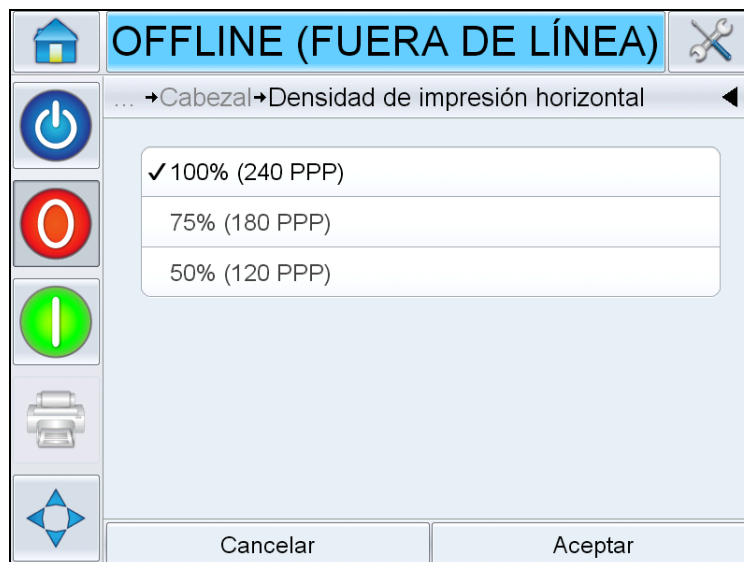 OFFLINE (FUERA DE LÍNEA)
... →Cabezal→Densidad de impresión horizontal
✓100% (240 PPP)
75% (180 PPP)
50% (120 PPP)
Cancelar
Aceptar